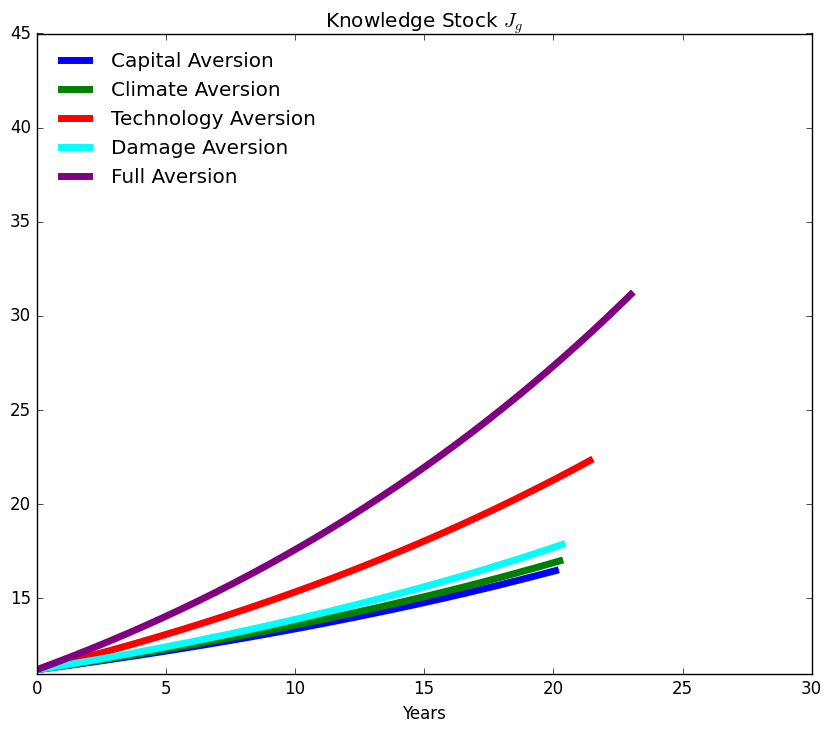 Knowledge Stock $J_g$
45
40
35
30
25
20
15
Capital Aversion
Climate Aversion
Technology Aversion
Damage Aversion
Full Aversion
0 5 10 15 20 25 30
Years